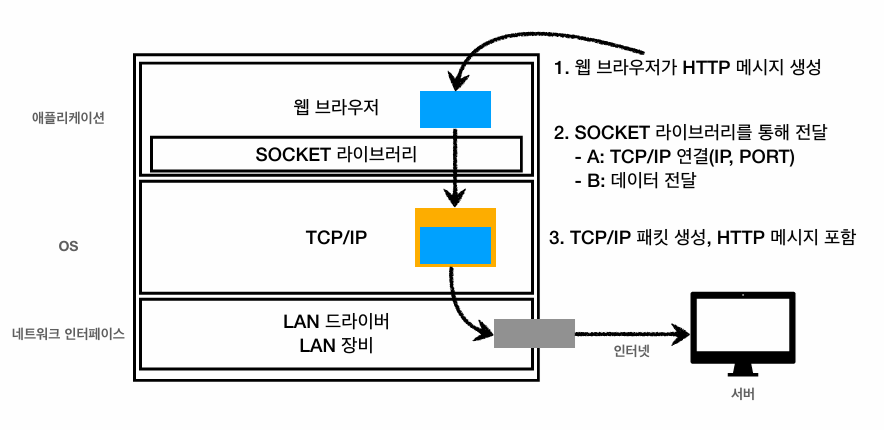 1. 웹 브라우저가 HTTP 메시지 생성
애플리케이션
웹 브라우저
SOCKET 라이브러리
2. SOCKET 라이브러리를 통해 전달
- A: TCP/IP 연결(IP, PORT)
- B: 데이터 전달
OS
TCP/IP
3. TCP/IP 패킷 생성, HTTP 메시지 포함
네트워크 인터페이스
LAN 드라이버
LAN 장비
인터넷
서버